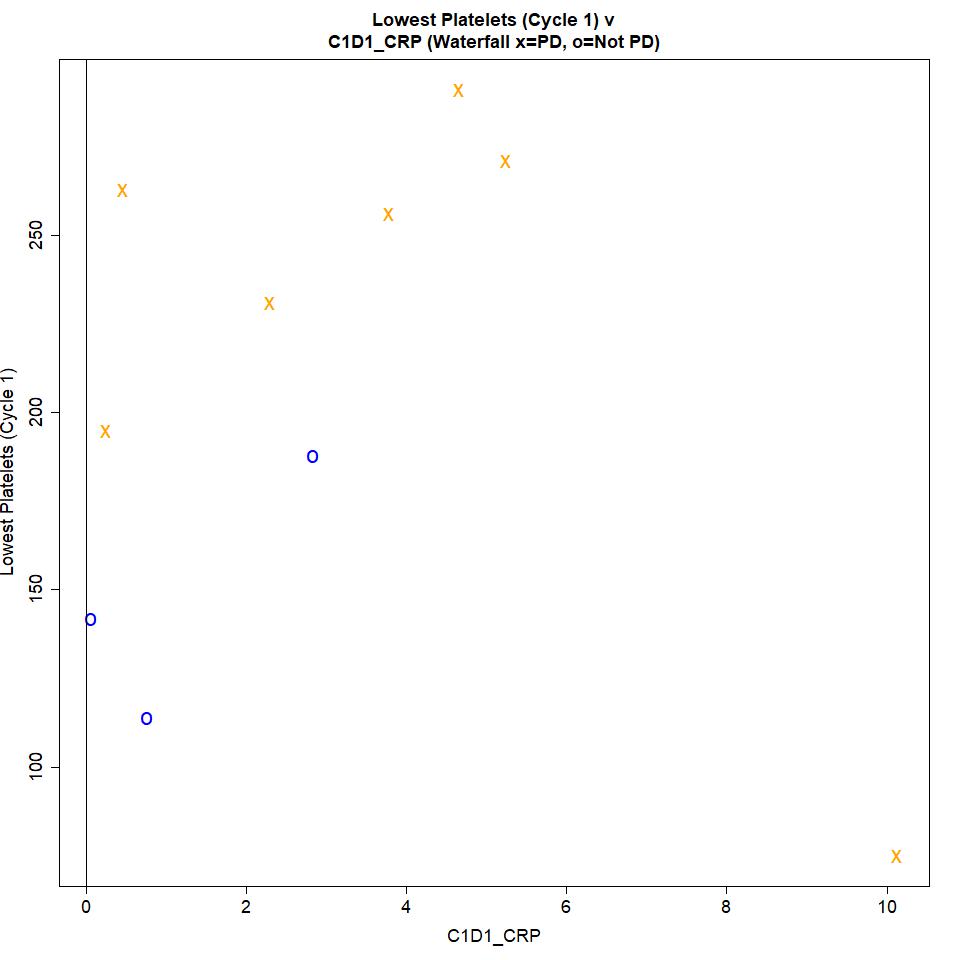 Lowest Platelets (Cycle 1) v
C1D1_CRP (Waterfall x=PD, o=Not PD)
Lowest Platelets (Cycle 1)
250
200
150
100
X
X
X
X
X
X
O
O
O
X
0 2 4 6 8 10
C1D1_CRP